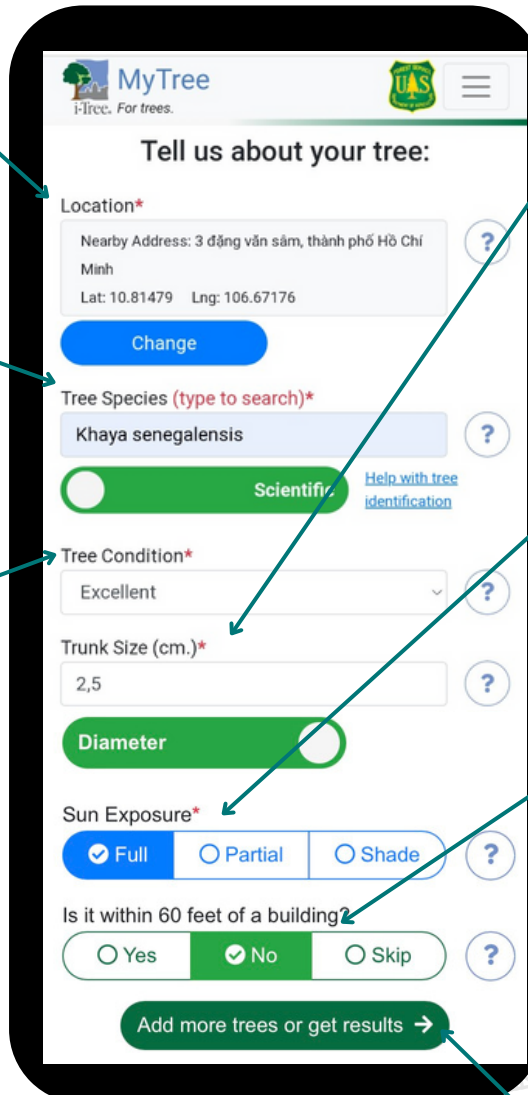 MyTree
i-Tree. For trees.
UAS
Tell us about your tree:
Location*
Nearby Address: 3 đặng văn sâm, thành phố Hồ Chí
Minh
Lat: 10.81479 Lng: 106.67176
?
Change
Tree Species (type to search)*
Khaya senegalensis
?
Scientific
Help with tree
identification
Tree Condition*
Excellent
?
Trunk Size (cm.)*
2,5
?
Diameter
Sun Exposure*
Full Partial Shade ?
Is it within 60 feet of a building?
Yes No Skip ?
Add more trees or get results →